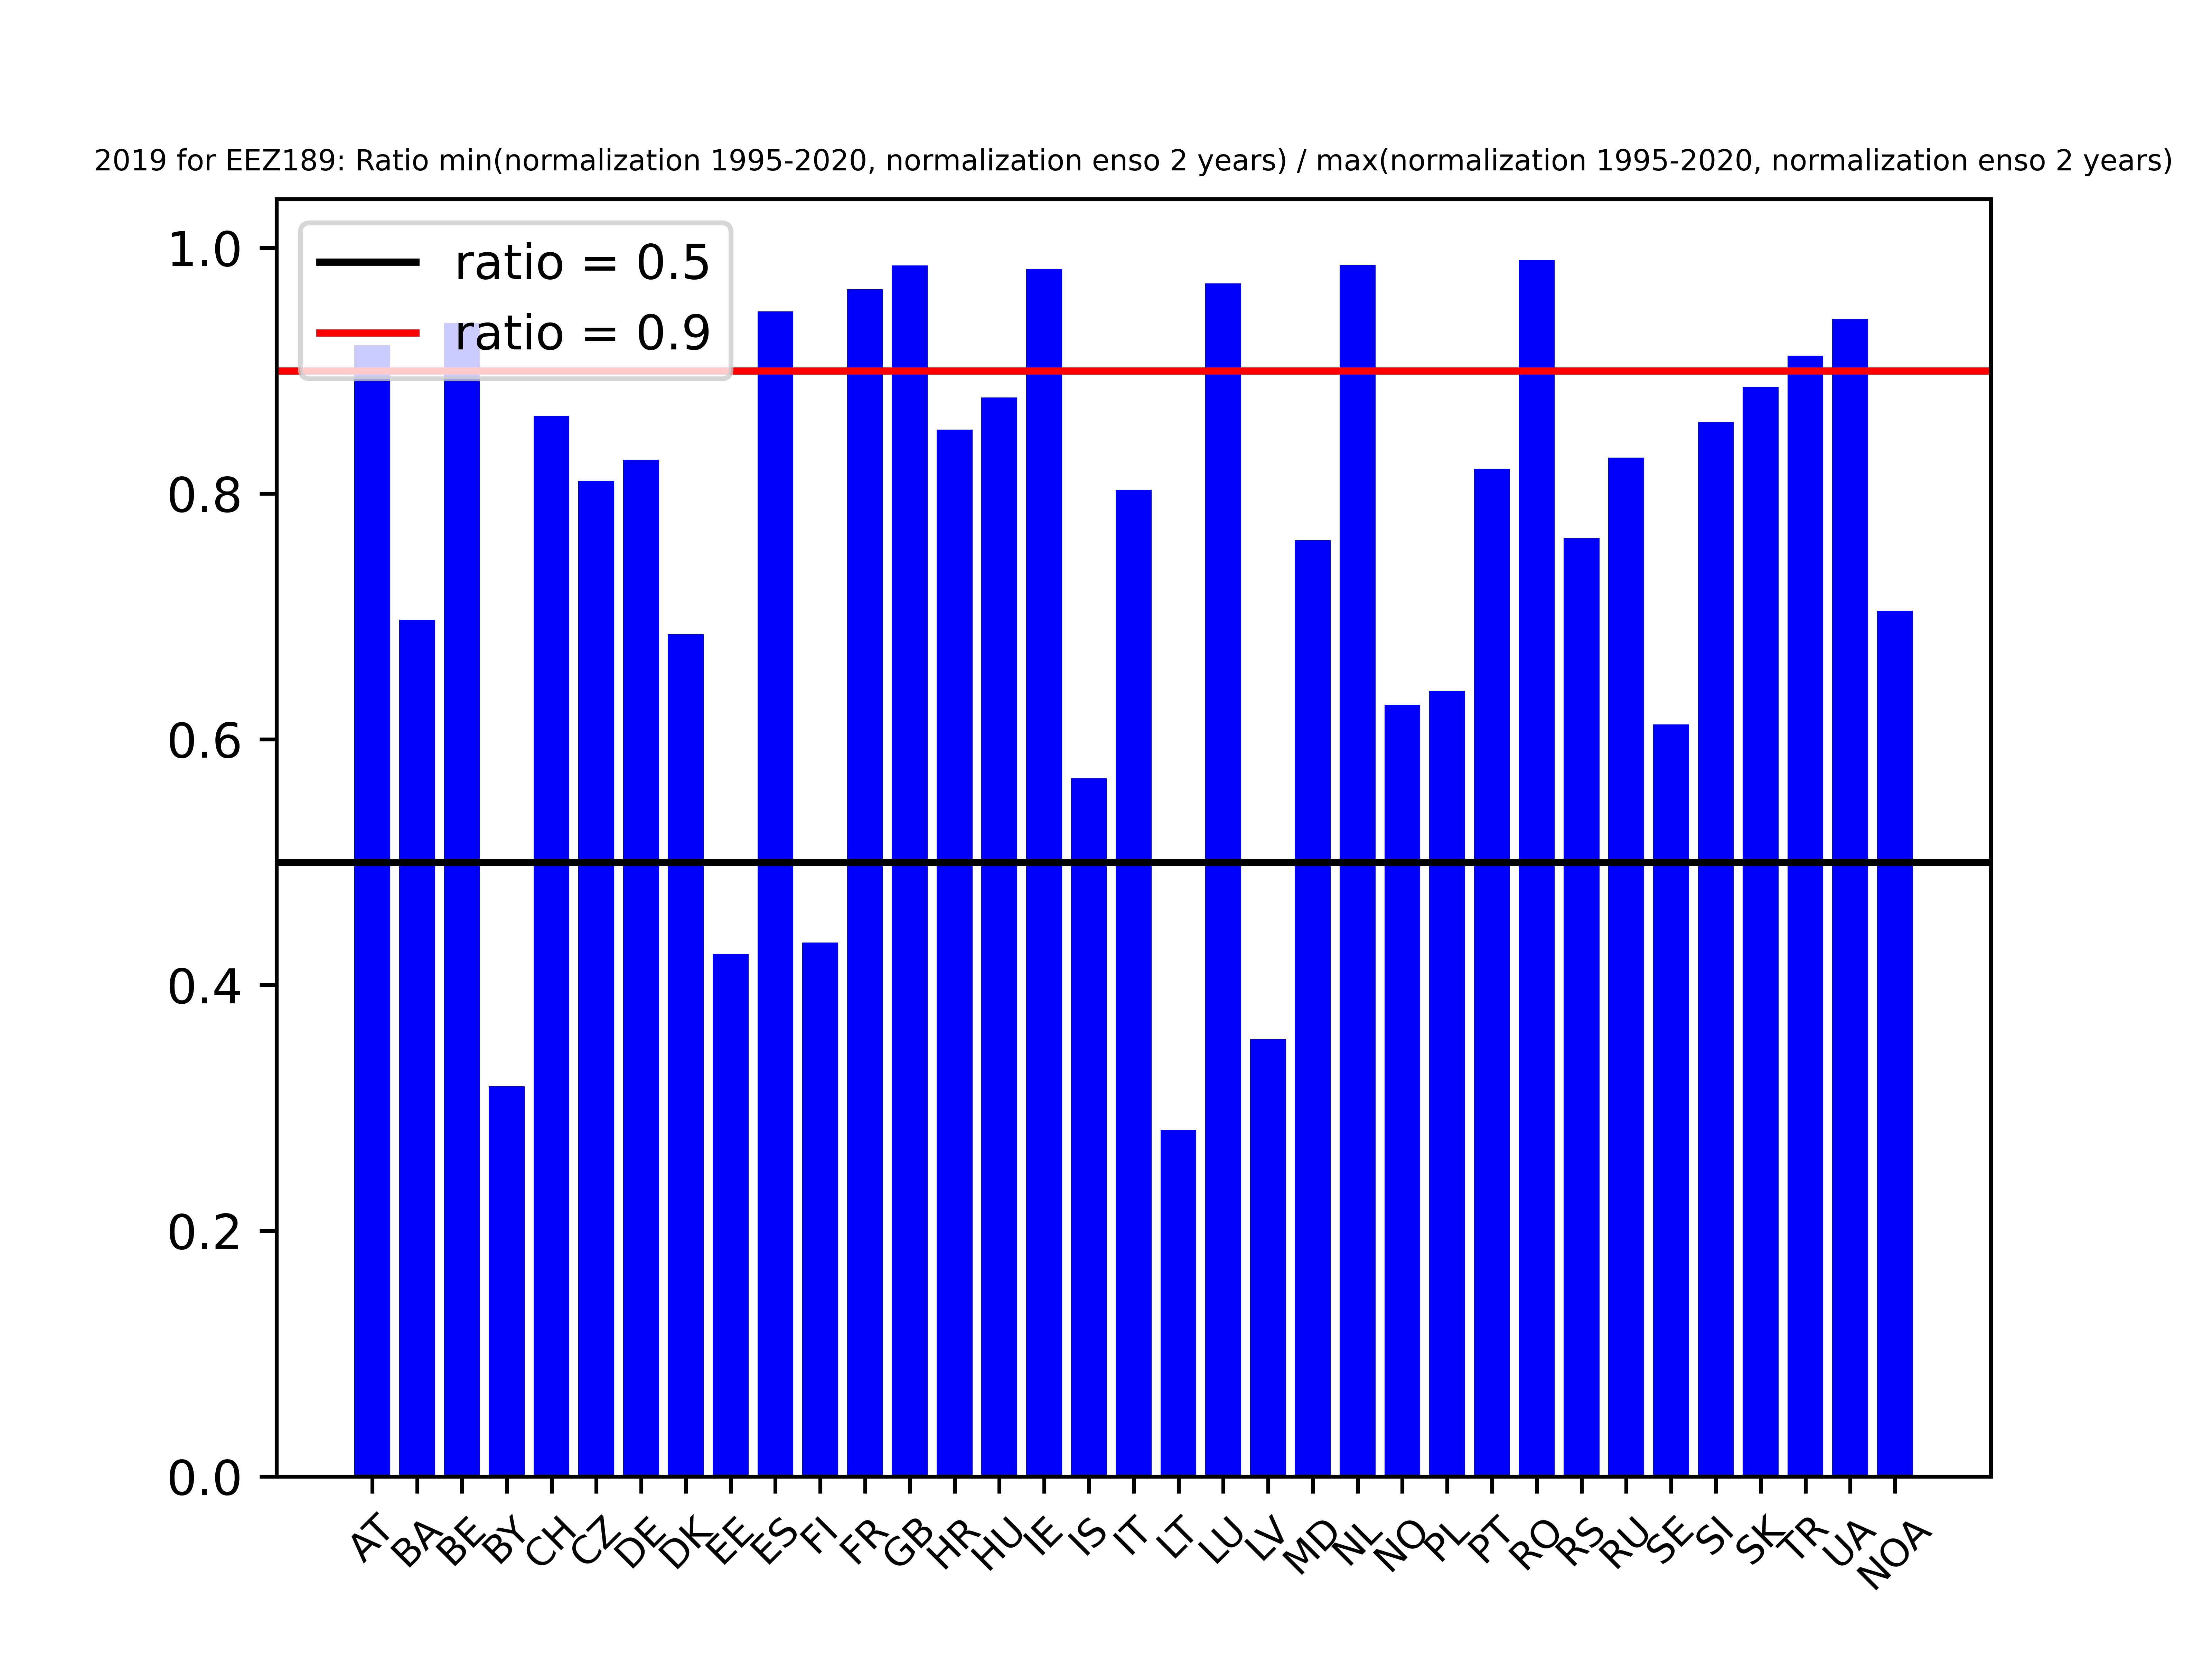 2019 for EEZ189: Ratio min(normalization 1995-2020, normalization enso 2 years) / max(normalization 1995-2020, normalization enso 2 years)
ratio = 0.5
ratio = 0.9
1.0
0.8
0.6
0.4
0.2
0.0
AT BA BE BY CH CZ DE DK EE ES FI FR GB HR HU IE IS IT LT LU LV MD NL NO PL PT RO RS RU SE SI SK TR UA NOA